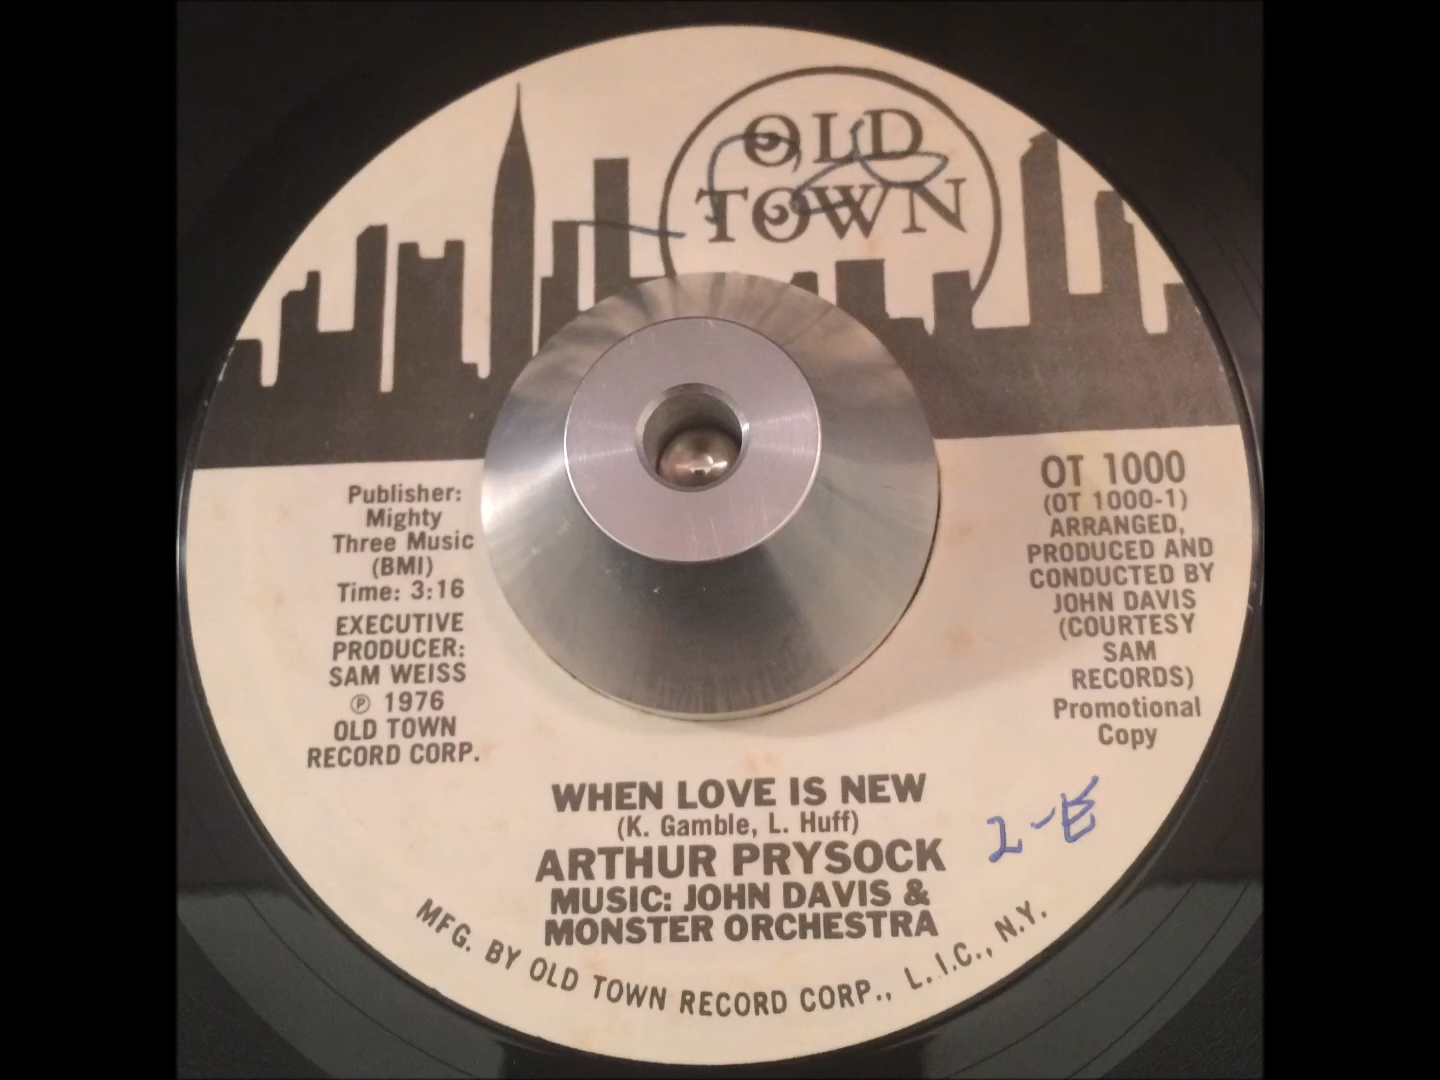 OLD
TOWN
Publisher:
Mighty
Three Music
(BMI)
Time: 3:16
EXECUTIVE
PRODUCER:
SAM WEISS
℗ 1976
OLD TOWN
RECORD CORP.
OT 1000
(OT 1000-1)
ARRANGED,
PRODUCED AND
CONDUCTED BY
JOHN DAVIS
(COURTESY
SAM
RECORDS)
Promotional
Copy
WHEN LOVE IS NEW
(K. Gamble, L. Huff)
ARTHUR PRYSOCK
MUSIC: JOHN DAVIS &
MONSTER ORCHESTRA
MFG. BY OLD TOWN RECORD CORP., L.I.C., N.Y.